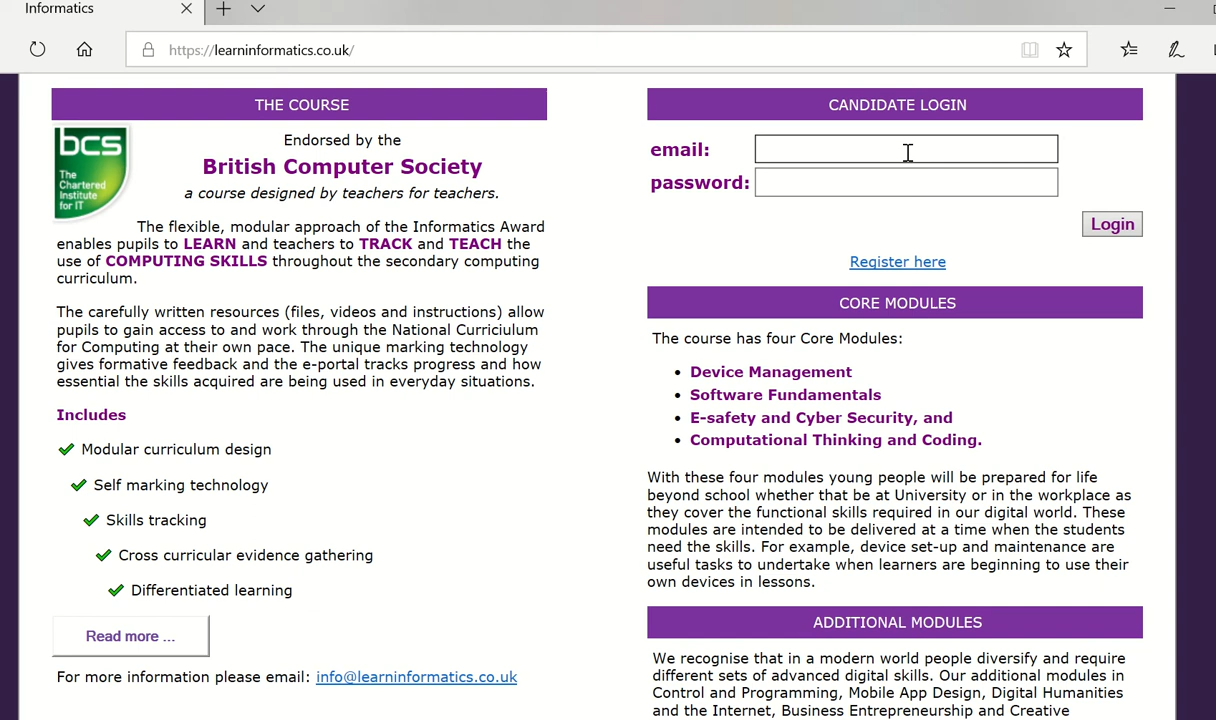 Informatics
https://learninformatics.co.uk/
THE COURSE
bcs
The
Chartered
Institute
for IT
Endorsed by the
British Computer Society
a course designed by teachers for teachers.
The flexible, modular approach of the Informatics Award
enables pupils to LEARN and teachers to TRACK and TEACH the
use of COMPUTING SKILLS throughout the secondary computing
curriculum.
The carefully written resources (files, videos and instructions) allow
pupils to gain access to and work through the National Curriciulum
for Computing at their own pace. The unique marking technology
gives formative feedback and the e-portal tracks progress and how
essential the skills acquired are being used in everyday situations.
Includes
Modular curriculum design
Self marking technology
Skills tracking
Cross curricular evidence gathering
Differentiated learning
Read more ...
For more information please email: info@learninformatics.co.uk
CANDIDATE LOGIN
email:
password:
Login
Register here
CORE MODULES
The course has four Core Modules:
• Device Management
• Software Fundamentals
• E-safety and Cyber Security, and
• Computational Thinking and Coding.
With these four modules young people will be prepared for life
beyond school whether that be at University or in the workplace as
they cover the functional skills required in our digital world. These
modules are intended to be delivered at a time when the students
need the skills. For example, device set-up and maintenance are
useful tasks to undertake when learners are beginning to use their
own devices in lessons.
ADDITIONAL MODULES
We recognise that in a modern world people diversify and require
different sets of advanced digital skills. Our additional modules in
Control and Programming, Mobile App Design, Digital Humanities
and the Internet, Business Entrepreneurship and Creative